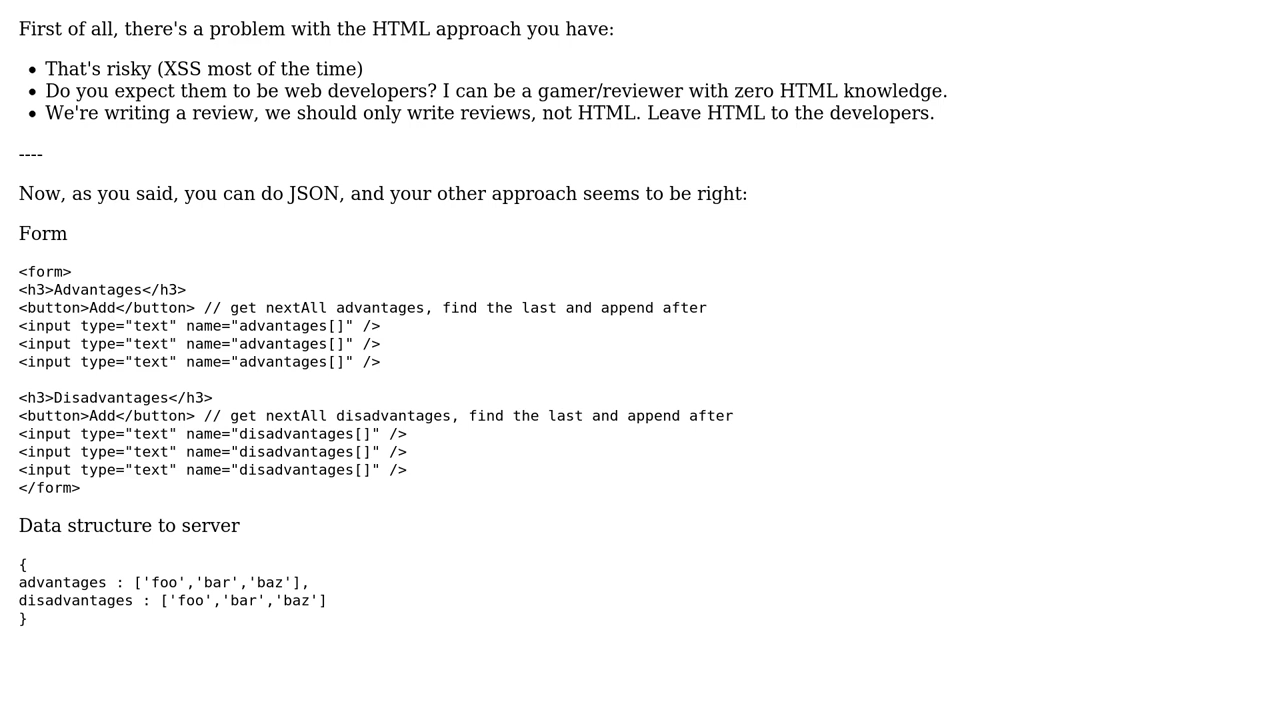 First of all, there's a problem with the HTML approach you have:
• That's risky (XSS most of the time)
• Do you expect them to be web developers? I can be a gamer/reviewer with zero HTML knowledge.
• We're writing a review, we should only write reviews, not HTML. Leave HTML to the developers.
----
Now, as you said, you can do JSON, and your other approach seems to be right:
Form
<form>
<h3>Advantages</h3>
<button>Add</button> // get nextAll advantages, find the last and append after
<input type="text" name="advantages[]" />
<input type="text" name="advantages[]" />
<input type="text" name="advantages[]" />

<h3>Disadvantages</h3>
<button>Add</button> // get nextAll disadvantages, find the last and append after
<input type="text" name="disadvantages[]" />
<input type="text" name="disadvantages[]" />
<input type="text" name="disadvantages[]" />
</form>
Data structure to server
{
advantages : ['foo','bar','baz'],
disadvantages : ['foo','bar','baz']
}